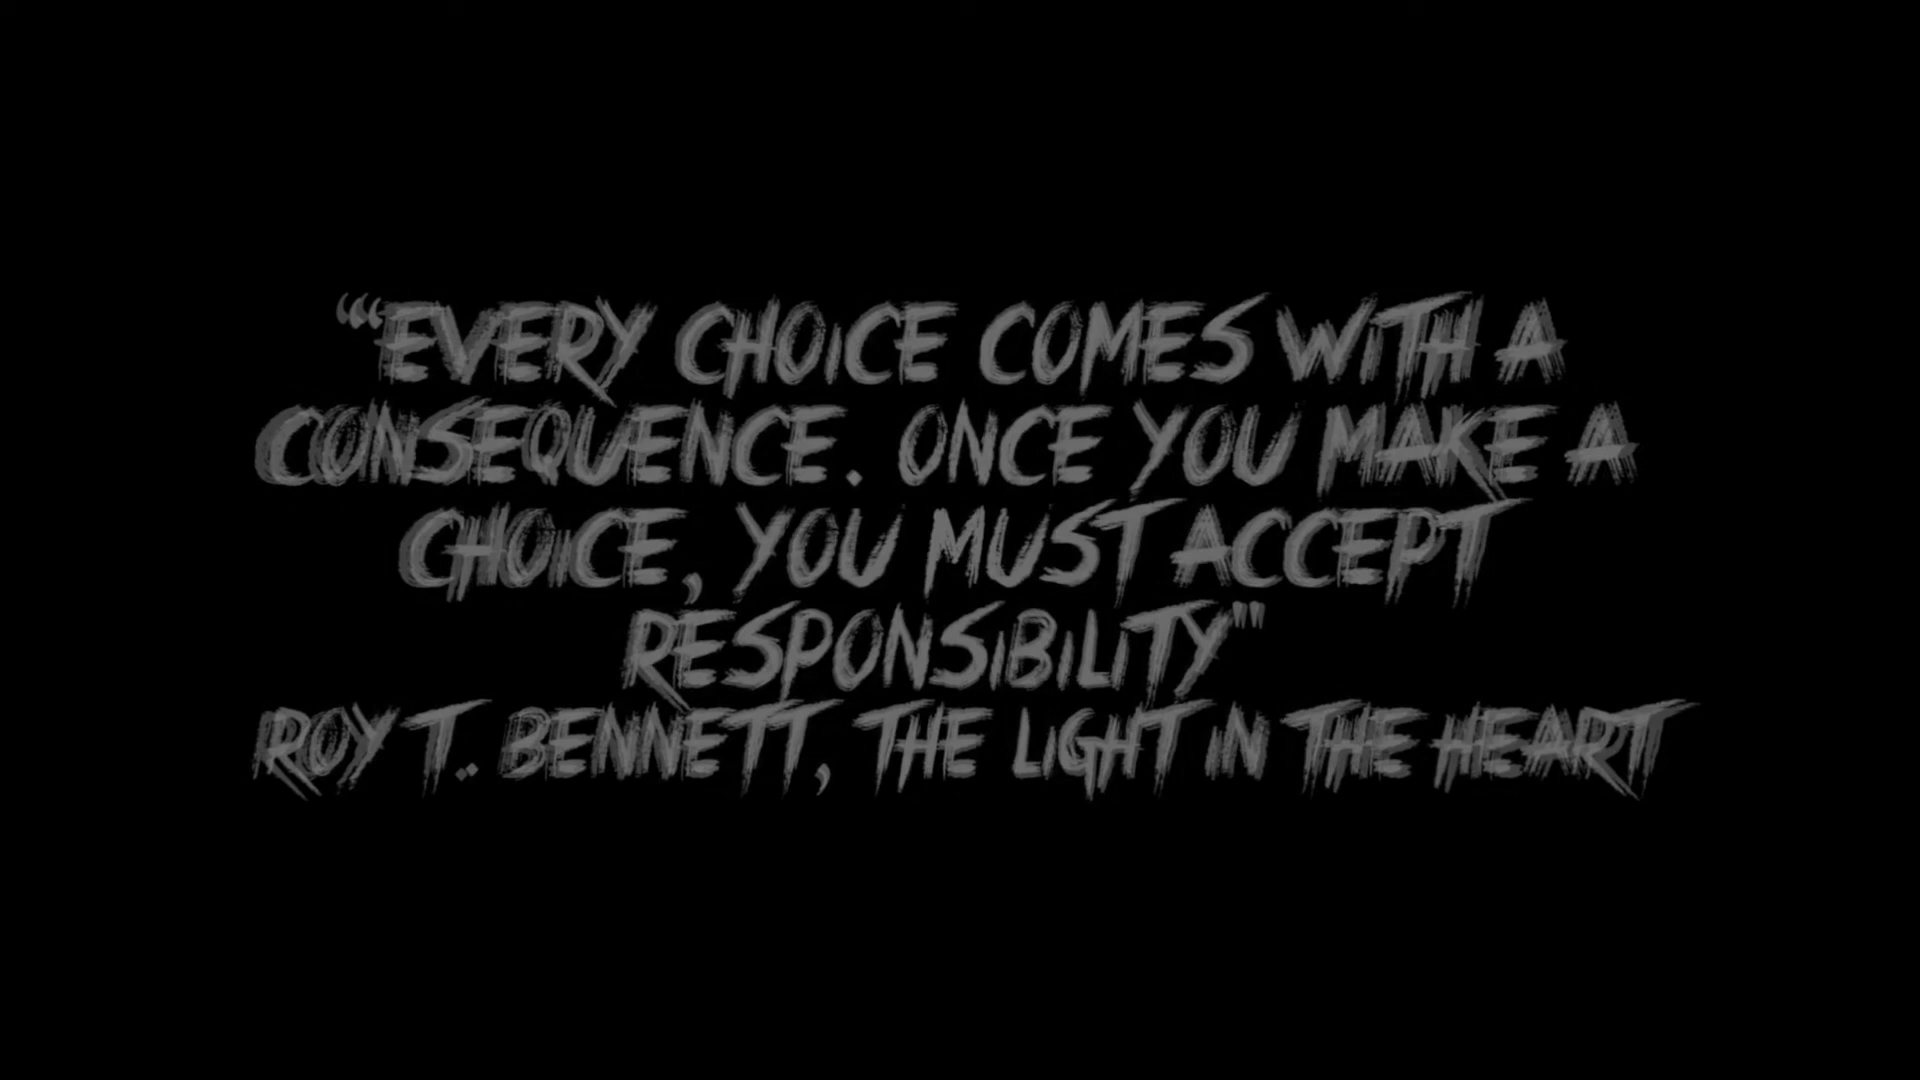 “EVERY CHOICE COMES WITH A
CONSEQUENCE. ONCE YOU MAKE A
CHOICE, YOU MUST ACCEPT
RESPONSIBILITY"
ROY T. BENNETT, THE LIGHT IN THE HEART